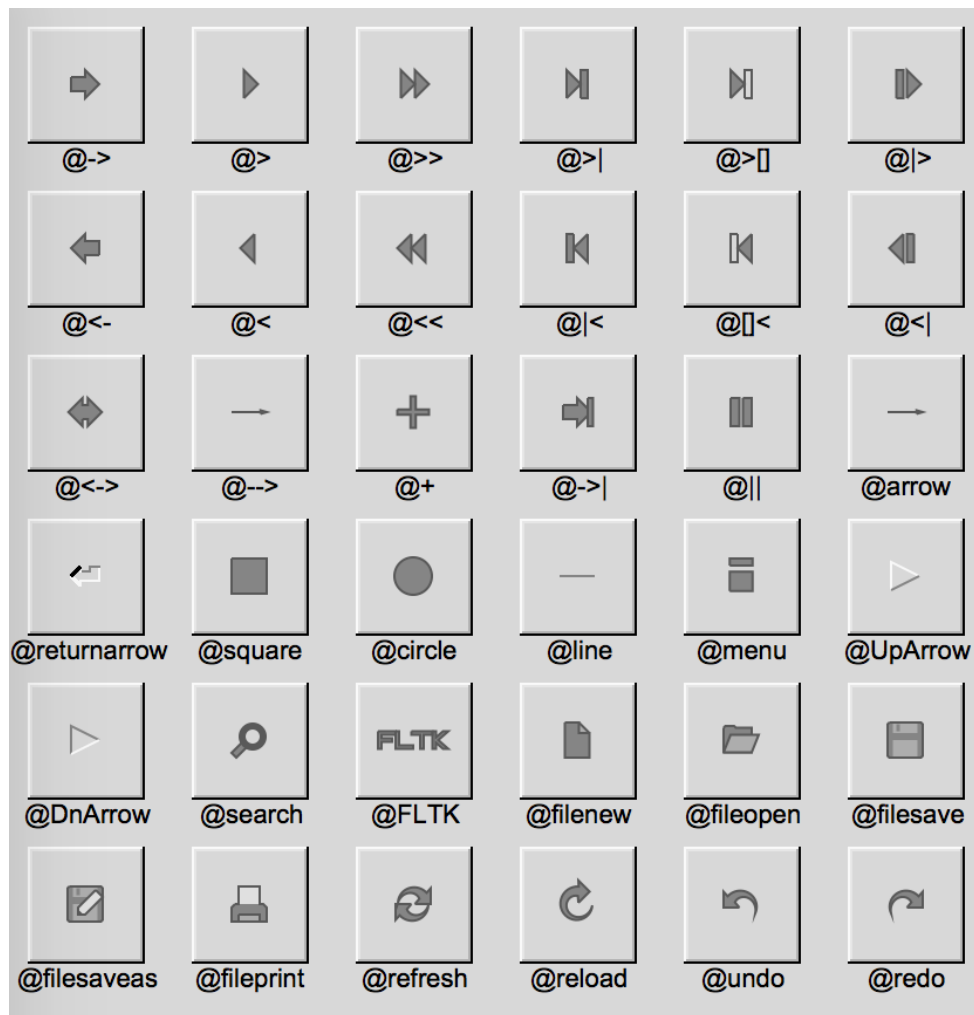 @-> @> @>> @>| @>[] @|>
@<- @< @<< @|< @[]< @<|
@<-> @--> @+ @->| @|| @arrow
@returnarrow @square @circle @line @menu @UpArrow
FLTK
@DnArrow @search @FLTK @filenew @fileopen @filesave
@filesaveas @fileprint @refresh @reload @undo @redo